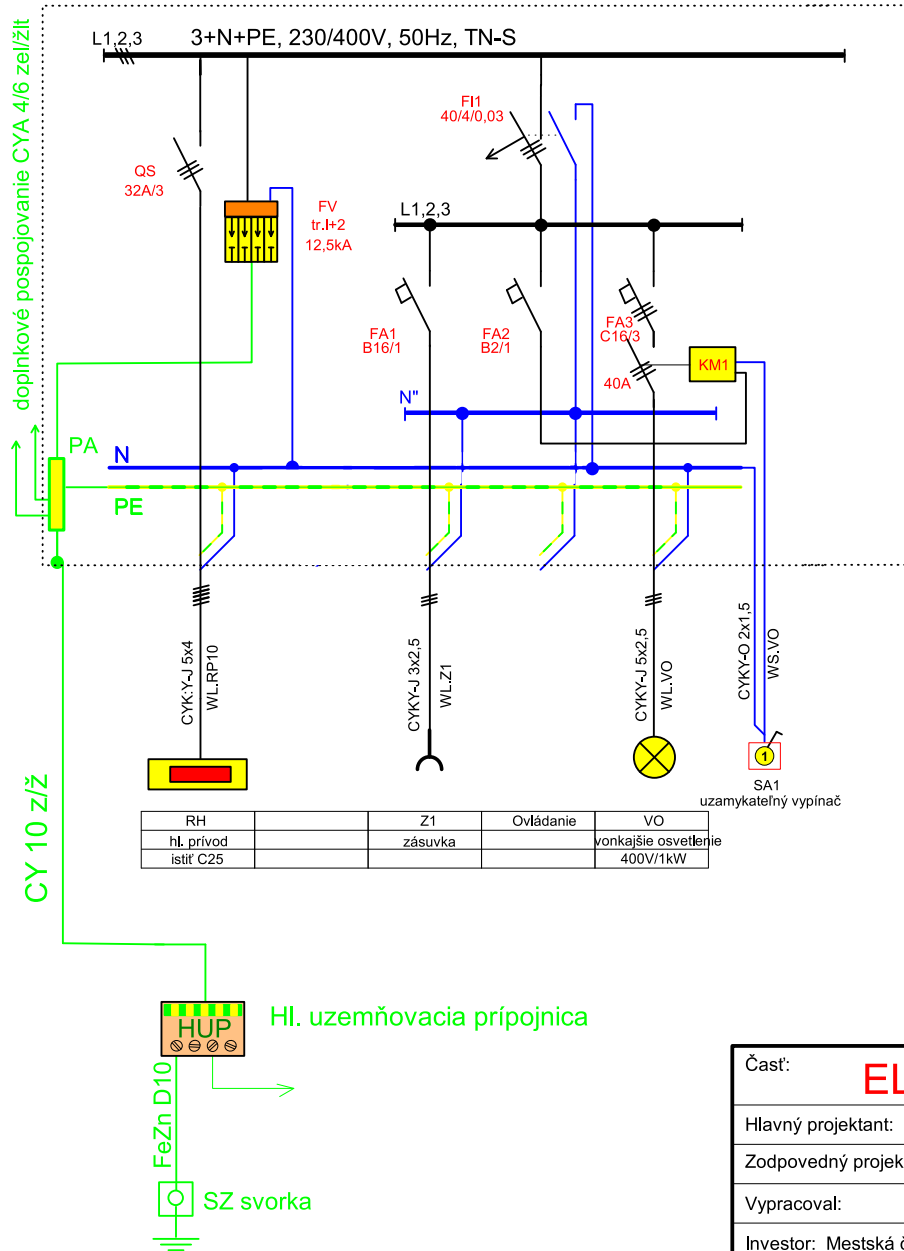 doplnkové pospojovanie CYA 4/6 zel/žlt
L1,2,3
3+N+PE, 230/400V, 50Hz, TN-S
FI1
40/4/0,03
QS
32A/3
FV
tr.I+2
12,5kA
L1,2,3
FA1
B16/1
FA2
B2/1
FA3
C16/3
KM1
40A
N"
PA
N
PE
CYK:Y-J 5x4
WL.RP10
CYKY-J 3x2,5
WL.Z1
CYKY-J 5x2,5
WL.VO
CYKY-O 2x1,5
WS.VO
1
SA1
uzamykateľný vypínač
RH
Z1
Ovládanie
VO
hl. prívod
zásuvka
vonkajšie osvetlenie
istiť C25
400V/1kW
CY 10 z/ž
HUP
Hl. uzemňovacia prípojnica
FeZn D10
SZ svorka
Časť:
EL
Hlavný projektant:
Zodpovedný projek
Vypracoval:
Investor: Mestská č